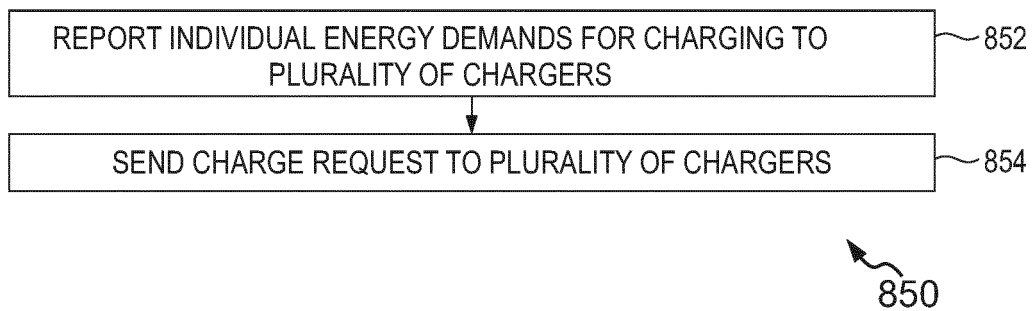 REPORT INDIVIDUAL ENERGY DEMANDS FOR CHARGING TO
PLURALITY OF CHARGERS
852
SEND CHARGE REQUEST TO PLURALITY OF CHARGERS
854
850